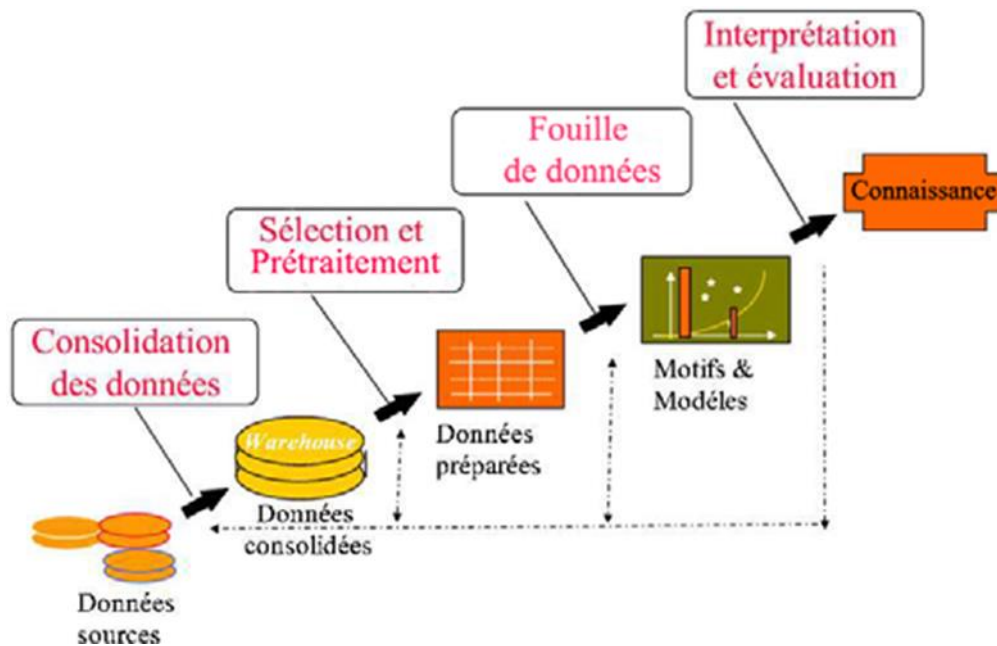 Interprétation
et évaluation
Fouille
de données
Connaissance
Sélection et
Prétraitement
Consolidation
des données
Motifs &
Modéles
Données
préparées
Warehouse
Données
consolidées
Données
sources